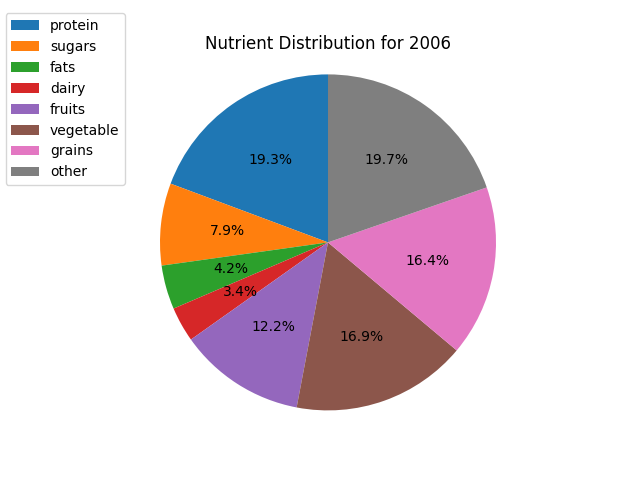 Nutrient Distribution for 2006
protein
sugars
fats
dairy
fruits
vegetable
grains
other
19.3%
19.7%
7.9%
4.2%
3.4%
16.4%
12.2%
16.9%